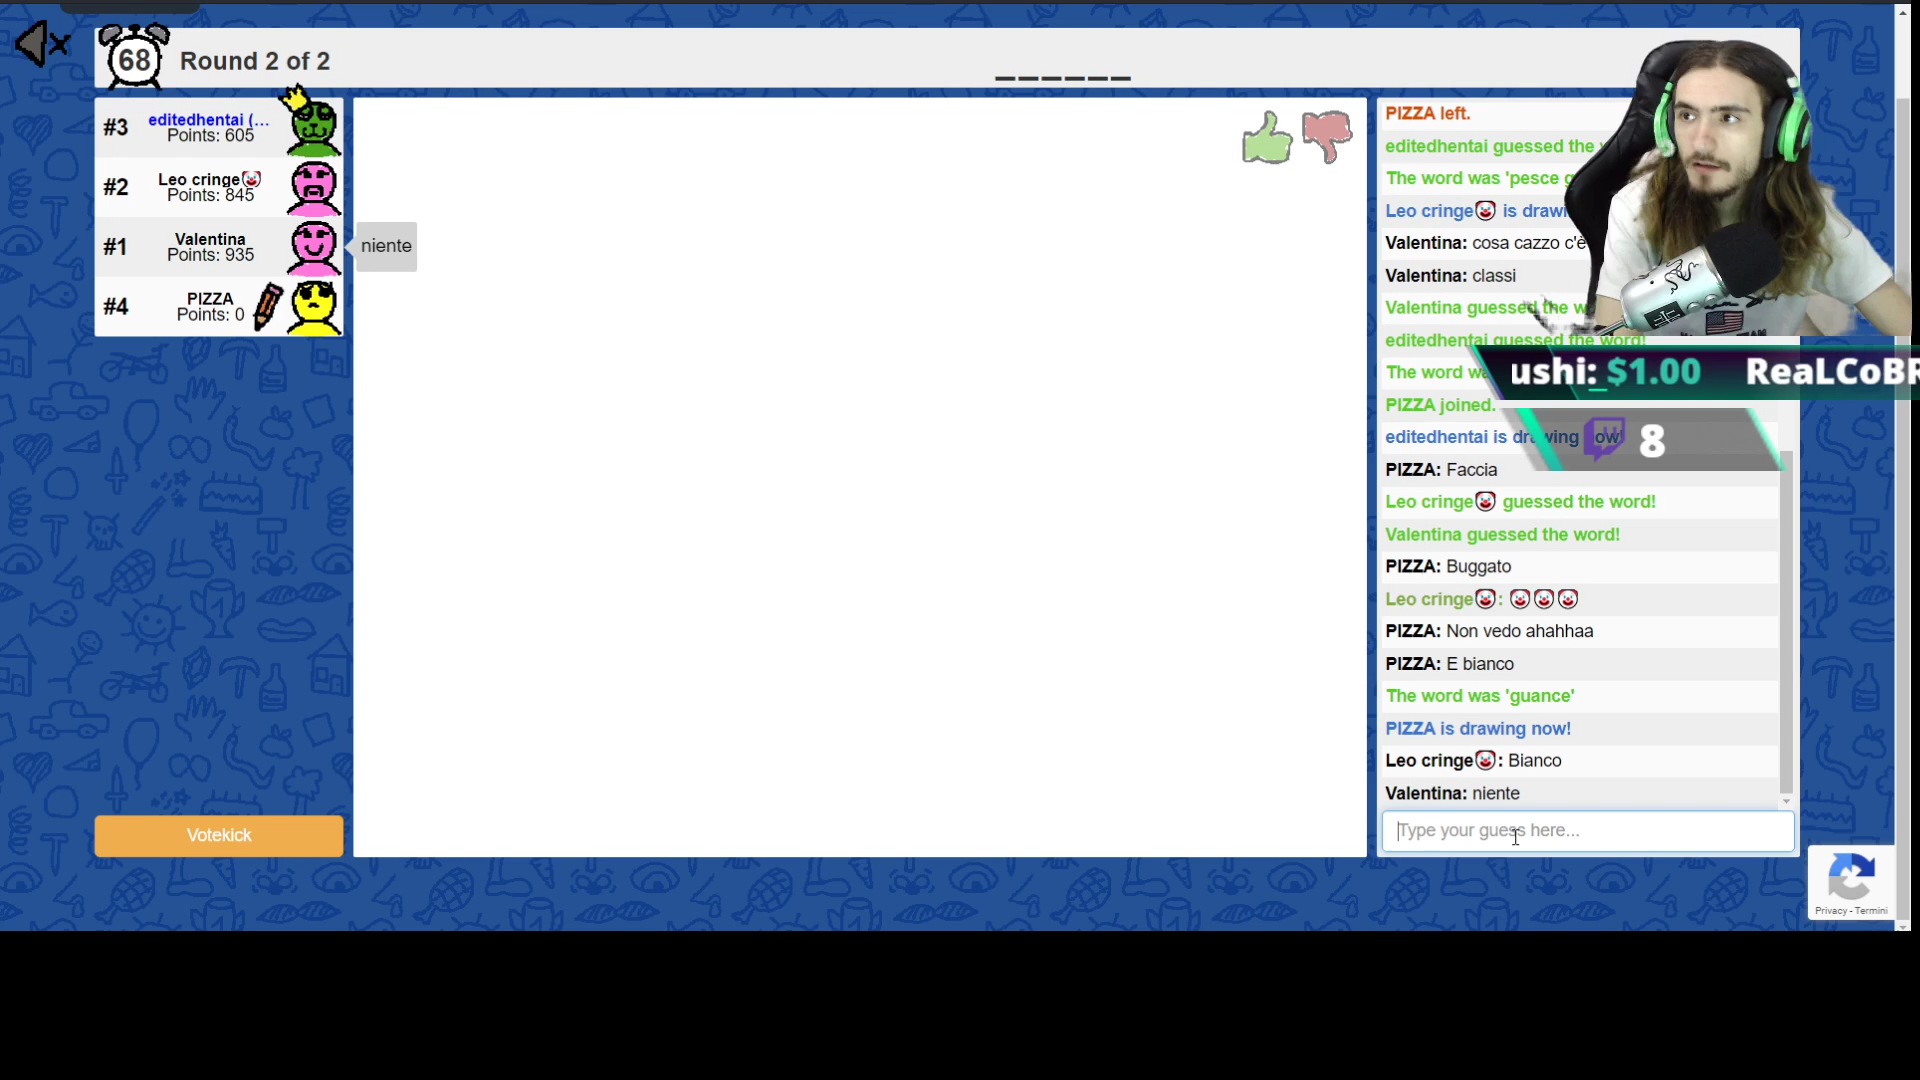 68
Round 2 of 2
______
#3
editedhentai (...
Points: 605
#2
Leo cringe🤡
Points: 845
#1
Valentina
Points: 935
niente
#4
PIZZA
Points: 0
Votekick
PIZZA left.
editedhentai guessed the
The word was 'pesce
Leo cringe🤡 is
Valentina: cosa cazzo c'è
Valentina: classi
Valentina guessed the
editedhentai guessed the word!
The word
PIZZA joined.
editedhentai is drawing now!
PIZZA: Faccia
Leo cringe🤡 guessed the word!
Valentina guessed the word!
PIZZA: Buggato
Leo cringe🤡: 🤡🤡🤡
PIZZA: Non vedo ahahhaa
PIZZA: E bianco
The word was 'guance'
PIZZA is drawing now!
Leo cringe🤡: Bianco
Valentina: niente
Type your guess here...
ushi: $1.00 ReaLCoBR
8
Privacy - Termini